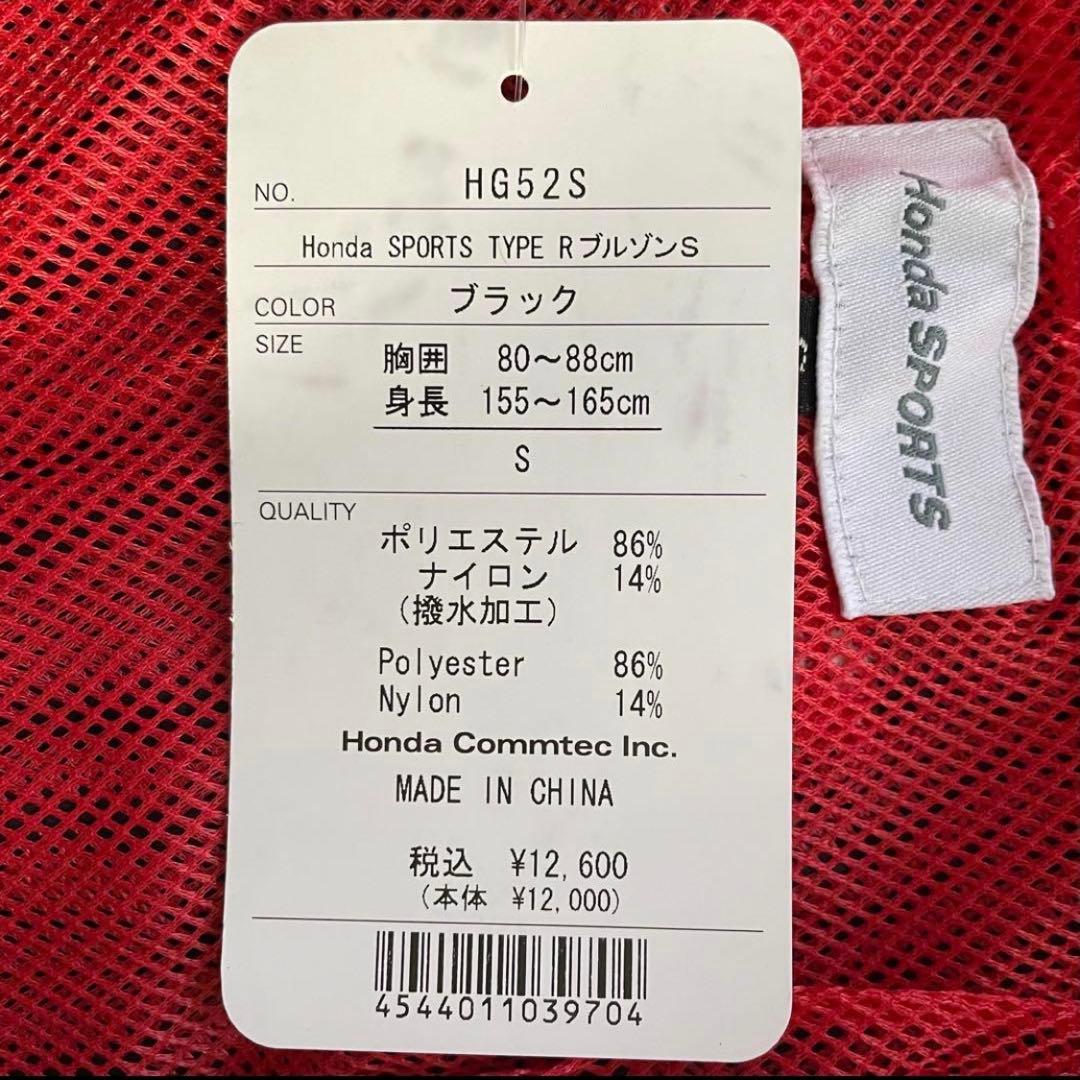 NO. HG52S
Honda SPORTS TYPE RブルゾンS
COLOR ブラック
SIZE
胸囲 80〜88cm
身長 155〜165cm
S
QUALITY
ポリエステル 86%
ナイロン 14%
(撥水加工)
Polyester 86%
Nylon 14%
Honda Commtec Inc.
MADE IN CHINA
税込 ¥12,600
(本体 ¥12,000)
4544011039704
Honda SPORTS